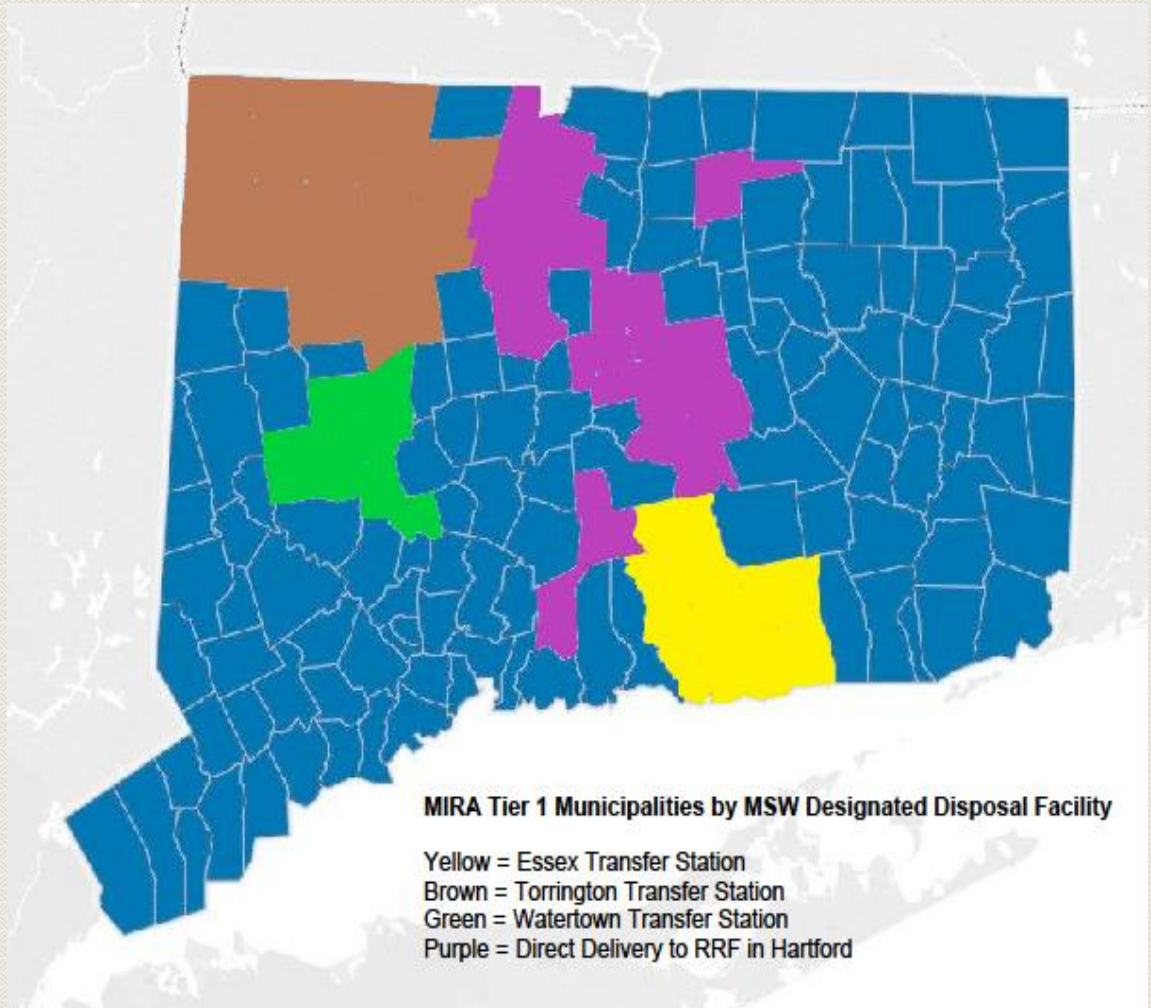 MIRA Tier 1 Municipalities by MSW Designated Disposal Facility
Yellow = Essex Transfer Station
Brown = Torrington Transfer Station
Green = Watertown Transfer Station
Purple = Direct Delivery to RRF in Hartford